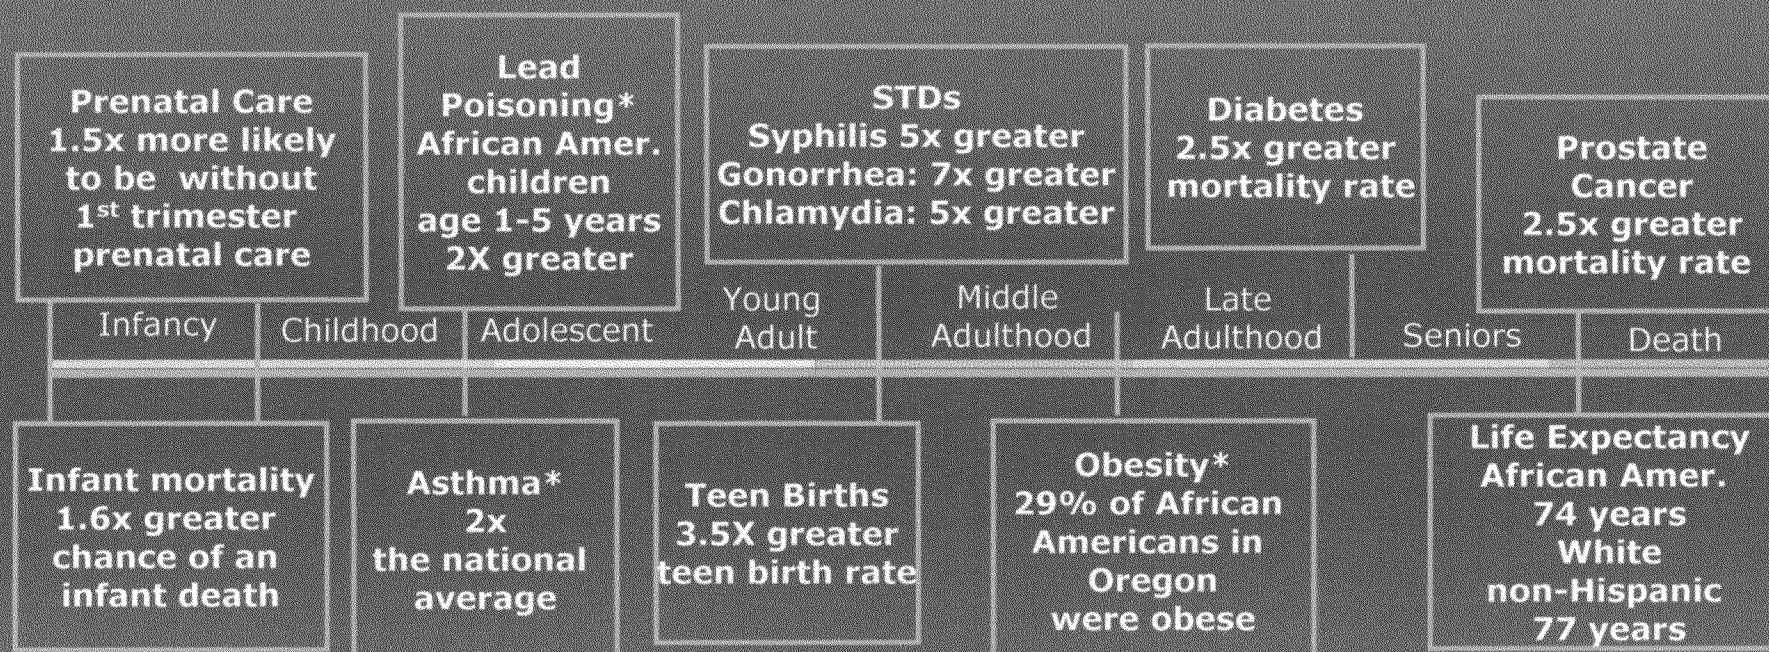 Prenatal Care
1.5x more likely
to be without
1st trimester
prenatal care
Lead
Poisoning*
African Amer.
children
age 1-5 years
2X greater
STDs
Syphilis 5x greater
Gonorrhea: 7x greater
Chlamydia: 5x greater
Diabetes
2.5x greater
mortality rate
Prostate
Cancer
2.5x greater
mortality rate
Infancy
Childhood
Adolescent
Young
Adult
Middle
Adulthood
Late
Adulthood
Seniors
Death
Infant mortality
1.6x greater
chance of an
infant death
Asthma*
2x
the national
average
Teen Births
3.5X greater
teen birth rate
Obesity*
29% of African
Americans in
Oregon
were obese
Life Expectancy
African Amer.
74 years
White
non-Hispanic
77 years